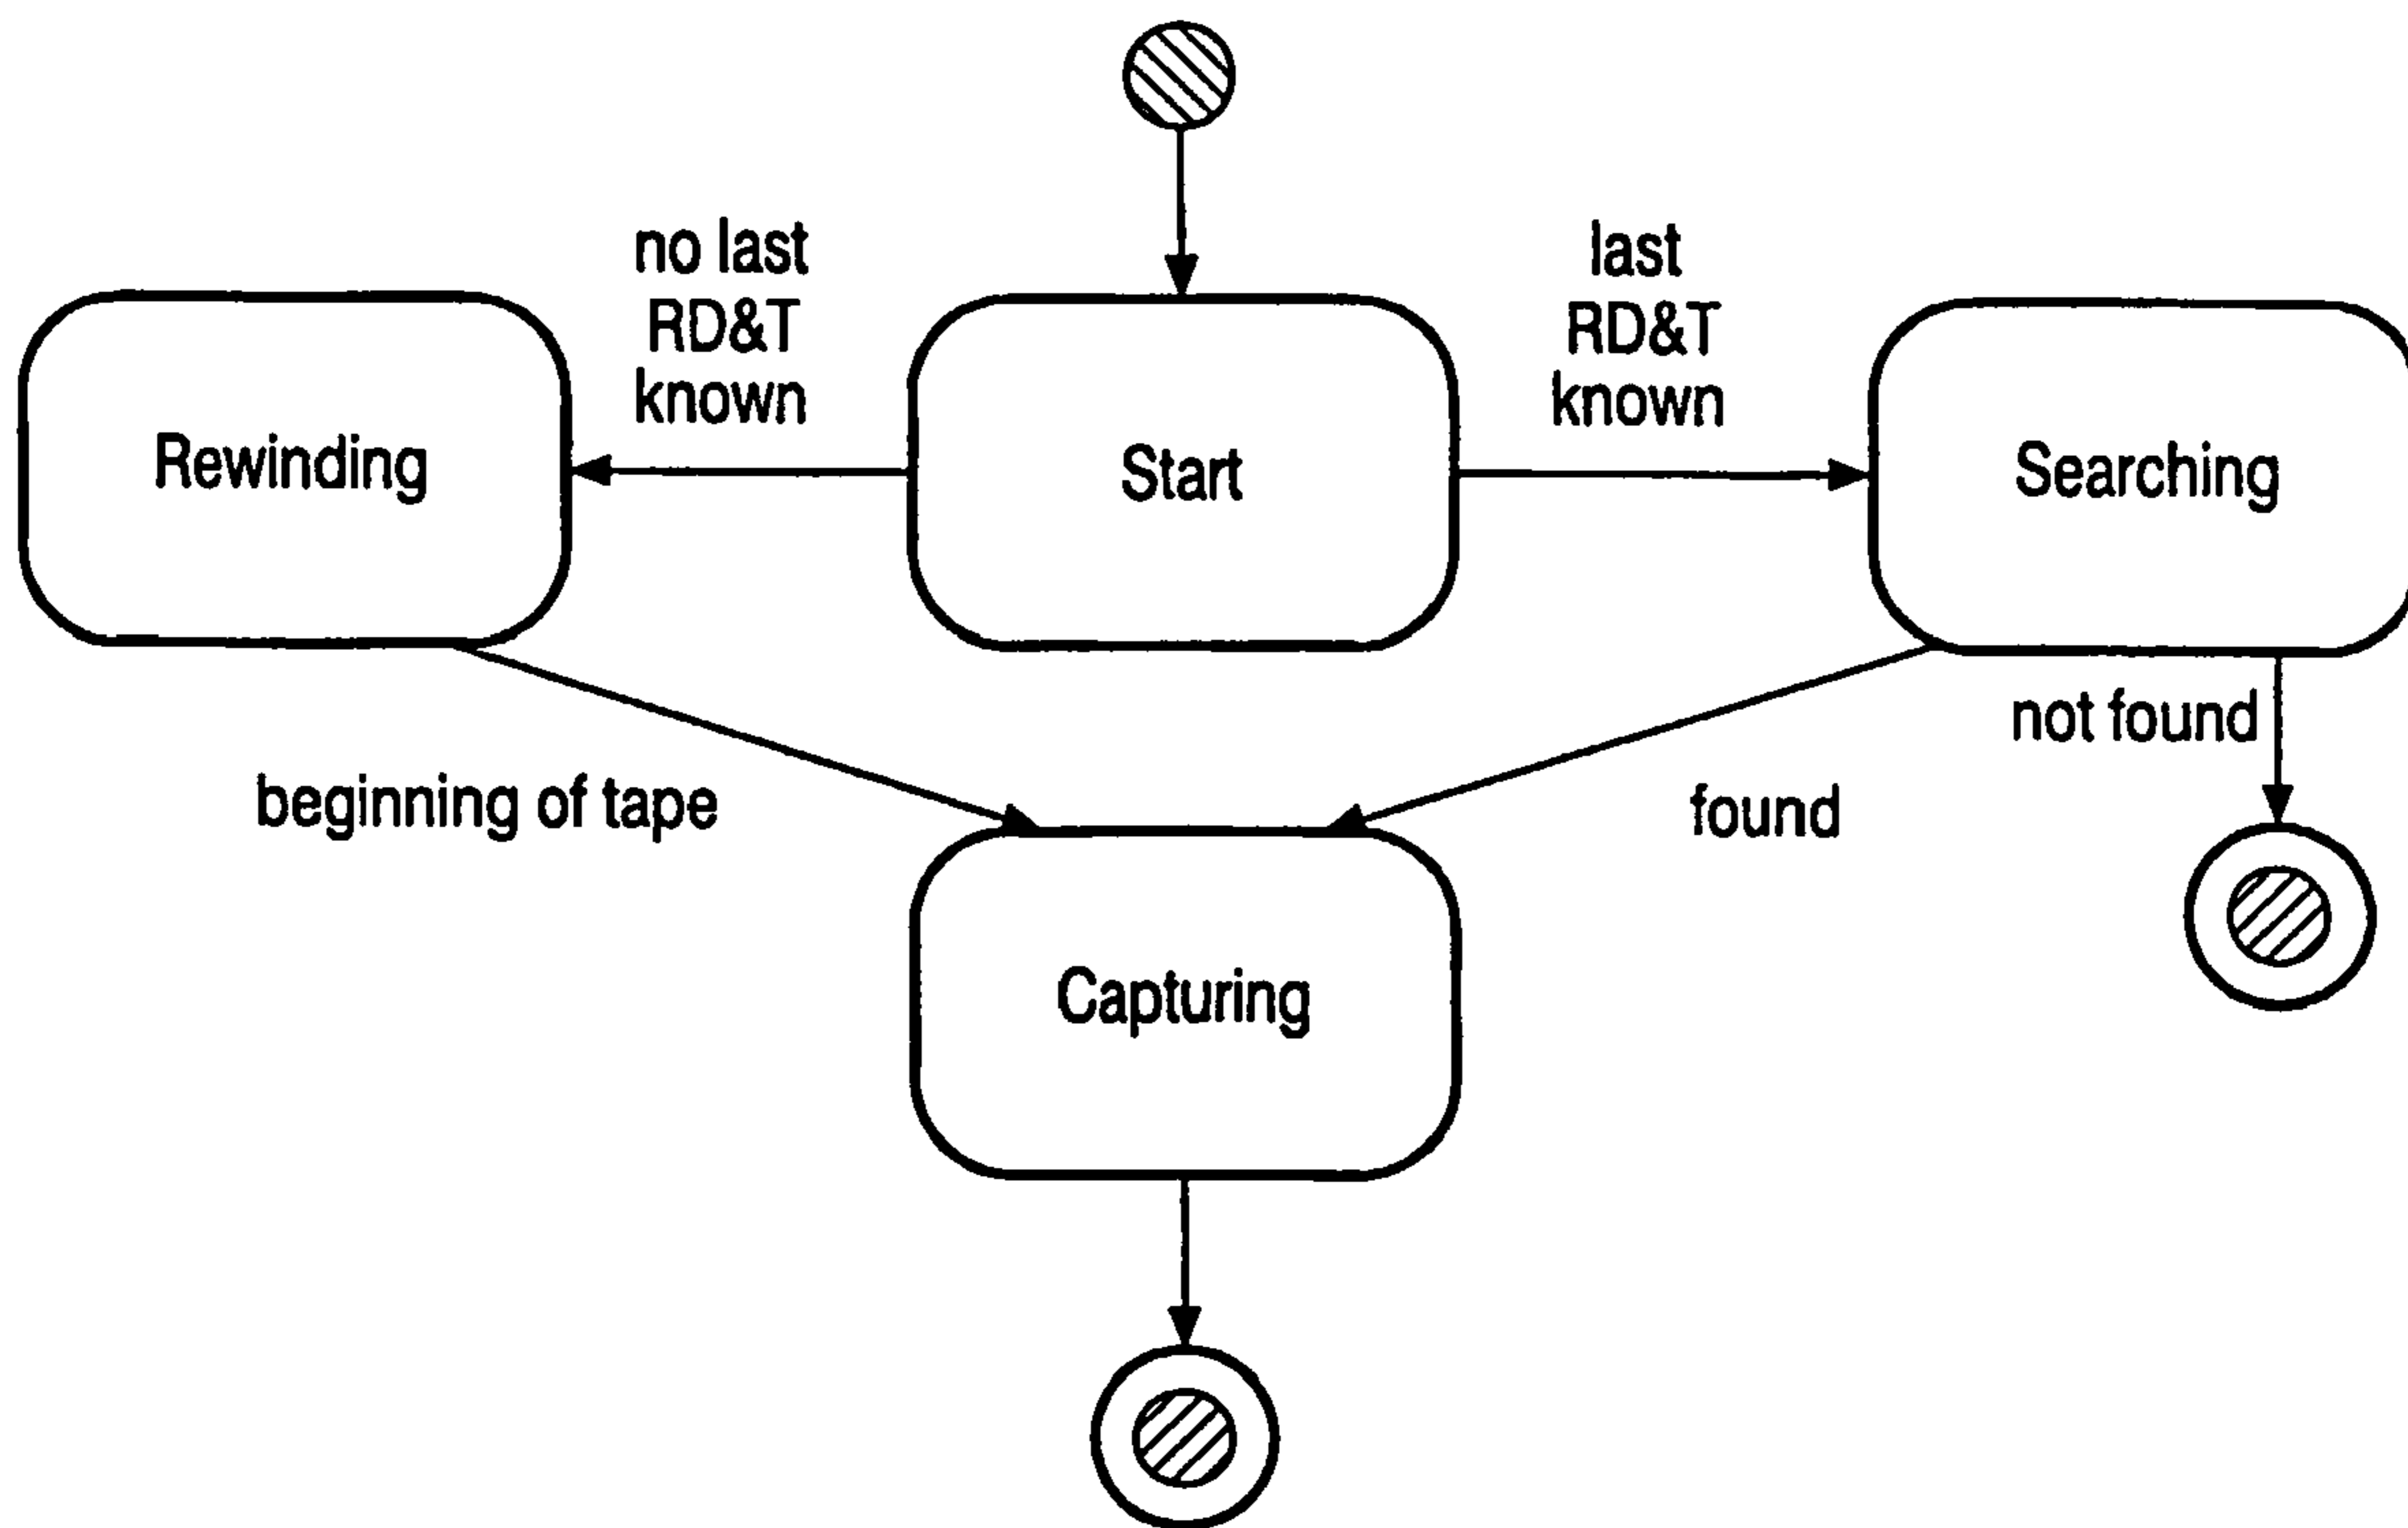 no last
RD&T
known
last
RD&T
known
Rewinding
Start
Searching
not found
beginning of tape
found
Capturing